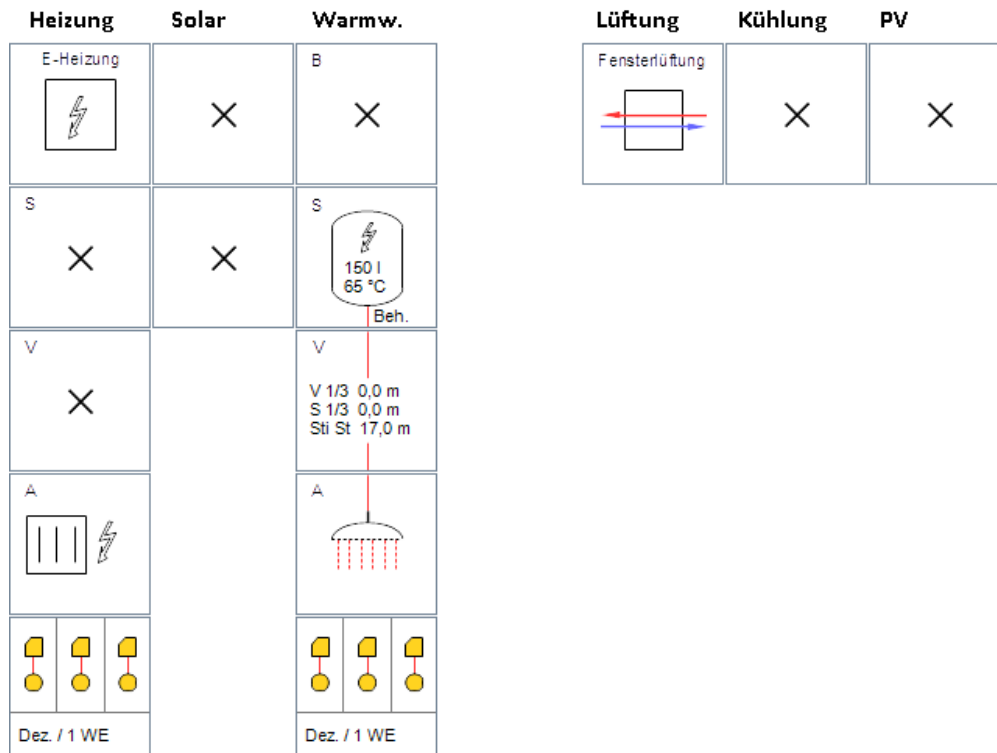 Heizung Solar Warmw. Lüftung Kühlung PV
E-Heizung B Fensterlüftung
S S
150 l
65 °C
Beh.
V V
V 1/3 0,0 m
S 1/3 0,0 m
Sti St 17,0 m
A A
Dez. / 1 WE Dez. / 1 WE